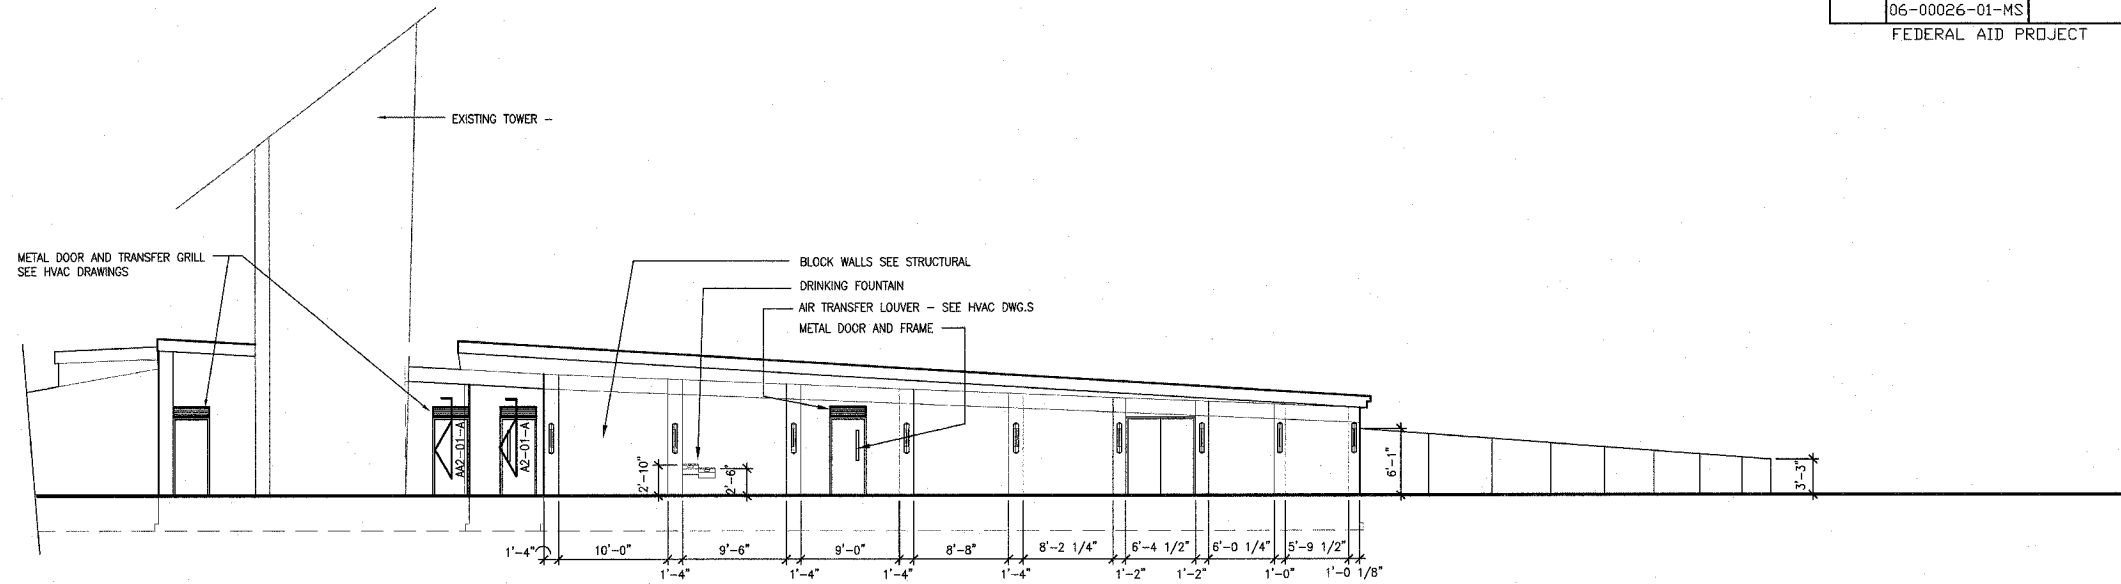 06-00026-01-MS
FEDERAL AID PROJECT
EXISTING TOWER -
METAL DOOR AND TRANSFER GRILL
SEE HVAC DRAWINGS
BLOCK WALLS SEE STRUCTURAL
DRINKING FOUNTAIN
AIR TRANSFER LOUVER - SEE HVAC DWG.S
METAL DOOR AND FRAME
AA2-01-A
A2-01-A
2'-10"
2'-6"
6'-1"
3'-3"
1'-4" 10'-0" 9'-6" 9'-0" 8'-8" 8'-2 1/4" 6'-4 1/2" 6'-0 1/4" 5'-9 1/2"
1'-4" 1'-4" 1'-4" 1'-4" 1'-2" 1'-2" 1'-0" 1'-0 1/8"